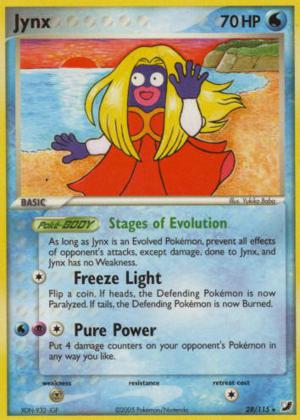 Jynx 70 HP
Illus. Yukiko Baba
BASIC
Poké-BODY Stages of Evolution
As long as Jynx is an Evolved Pokémon, prevent all effects
of opponent's attacks, except damage, done to Jynx, and
Jynx has no Weakness.
Freeze Light
Flip a coin. If heads, the Defending Pokémon is now
Paralyzed. If tails, the Defending Pokémon is now Burned.
Pure Power
Put 4 damage counters on your opponent's Pokémon in
any way you like.
weakness resistance retreat cost
©2005 Pokémon/Nintendo 28/115